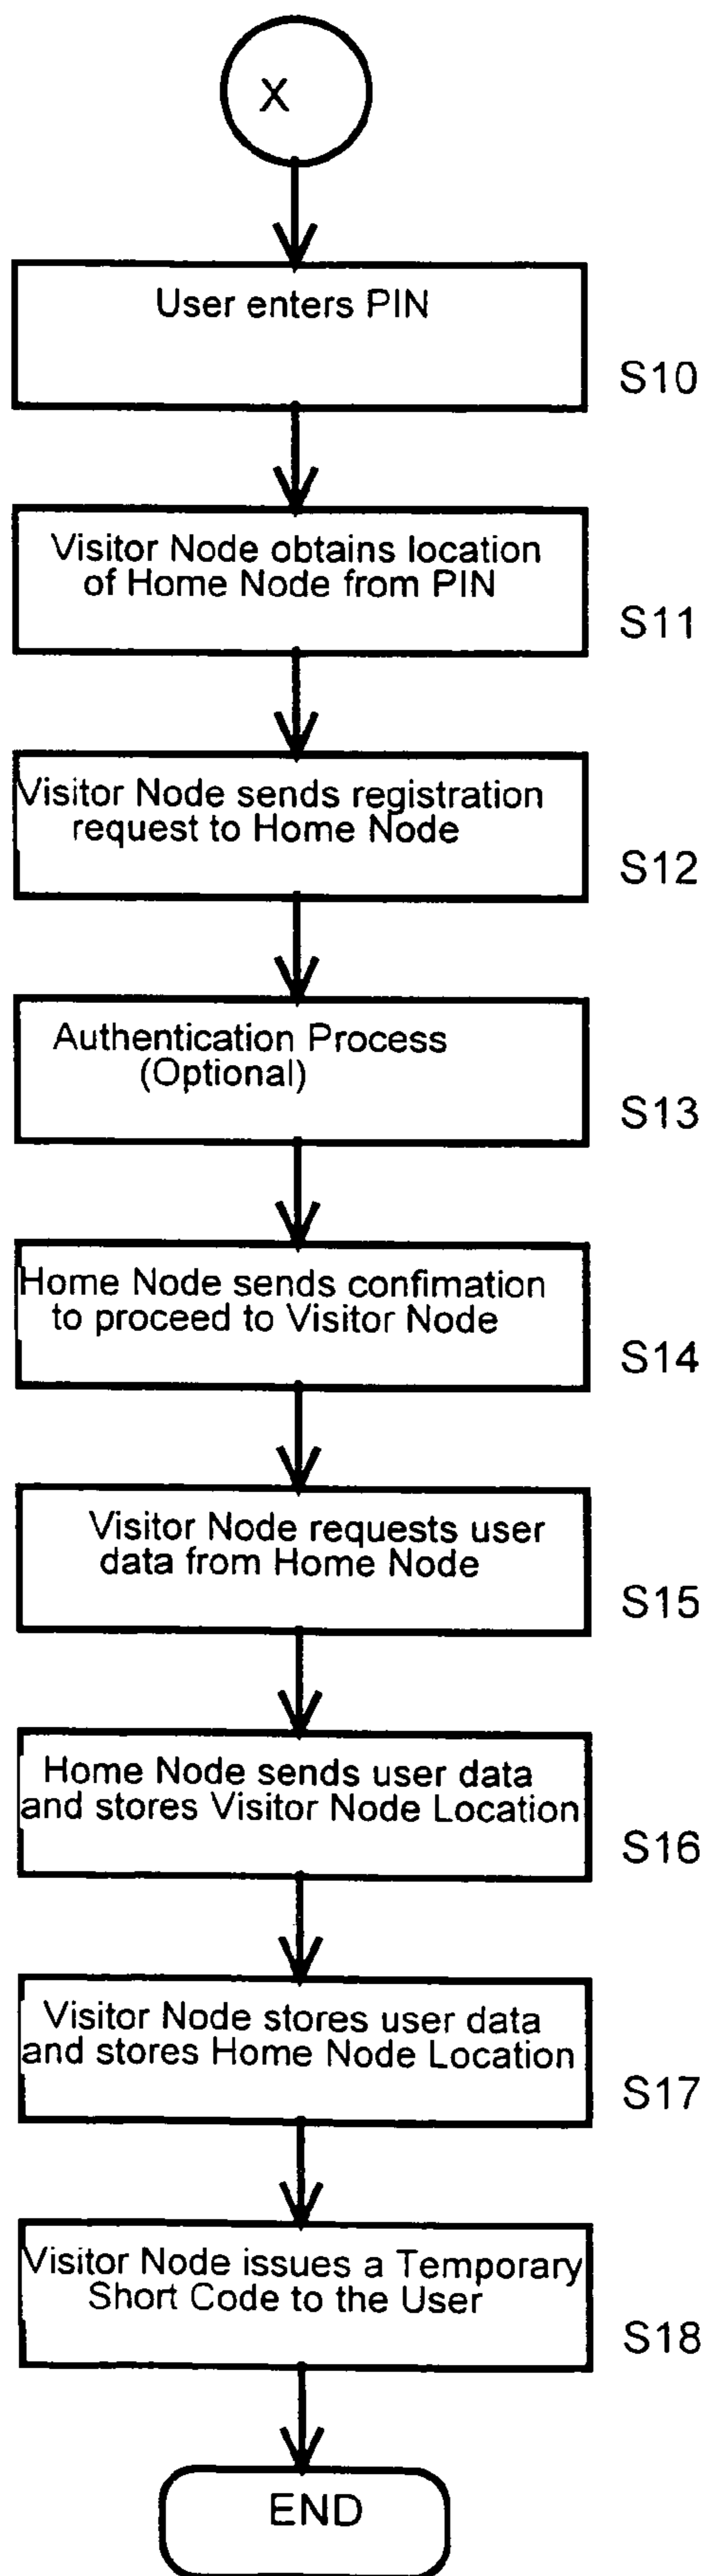 X
User enters PIN
S10
Visitor Node obtains location
of Home Node from PIN
S11
Visitor Node sends registration
request to Home Node
S12
Authentication Process
(Optional)
S13
Home Node sends confimation
to proceed to Visitor Node
S14
Visitor Node requests user
data from Home Node
S15
Home Node sends user data
and stores Visitor Node Location
S16
Visitor Node stores user data
and stores Home Node Location
S17
Visitor Node issues a Temporary
Short Code to the User
S18
END